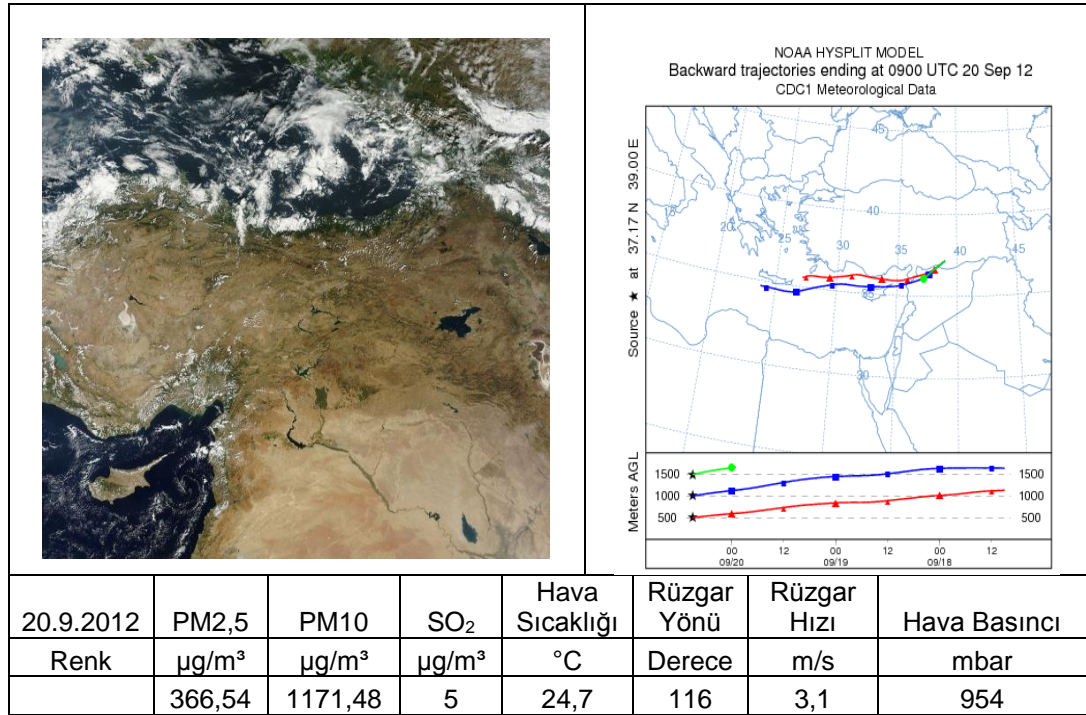 NOAA HYSPLIT MODEL
Backward trajectories ending at 0900 UTC 20 Sep 12
CDC1 Meteorological Data
Source ★ at 37.17 N 39.00 E
45
40
15
20
25
30
35
40
45
35
30
Meters AGL
1500 1500
1000 1000
500 500
00 12 00 12 00 12
09/20 09/19 09/18
20.9.2012 PM2,5 PM10 SO₂ Hava Sıcaklığı Rüzgar Yönü Rüzgar Hızı Hava Basıncı
Renk µg/m³ µg/m³ µg/m³ °C Derece m/s mbar
366,54 1171,48 5 24,7 116 3,1 954